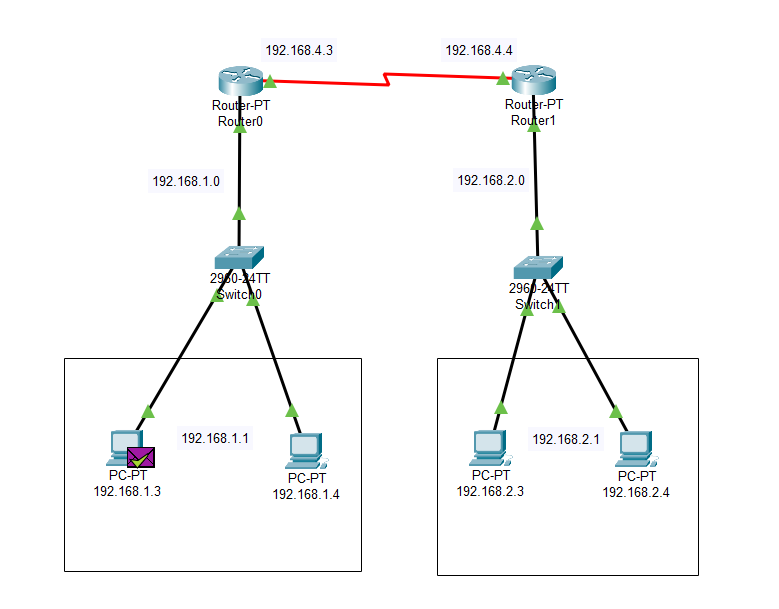 192.168.4.3
192.168.4.4
Router-PT
Router0
Router-PT
Router1
192.168.1.0
192.168.2.0
2960-24TT
Switch0
2960-24TT
Switch1
192.168.1.1
192.168.2.1
PC-PT
192.168.1.3
PC-PT
192.168.1.4
PC-PT
192.168.2.3
PC-PT
192.168.2.4